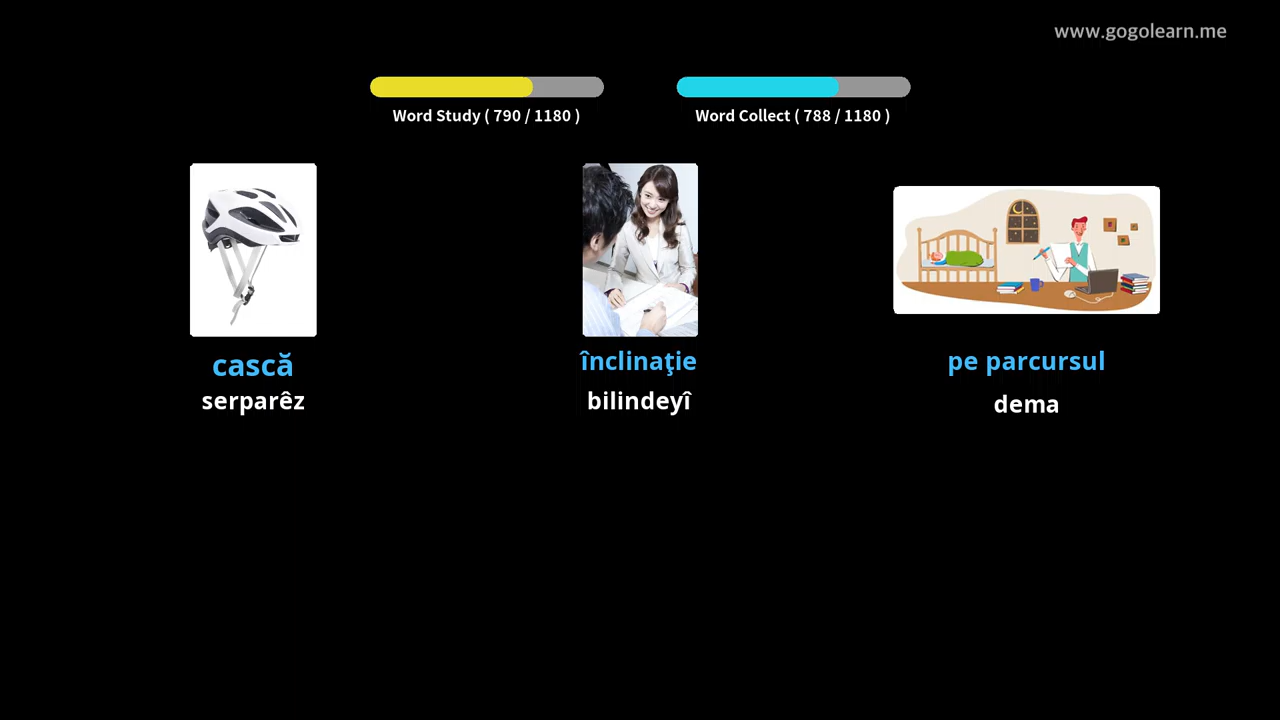 www.gogolearn.me
Word Study ( 790 / 1180 )
Word Collect ( 788 / 1180 )
cască
serparêz
înclinaţie
bilindeyî
pe parcursul
dema